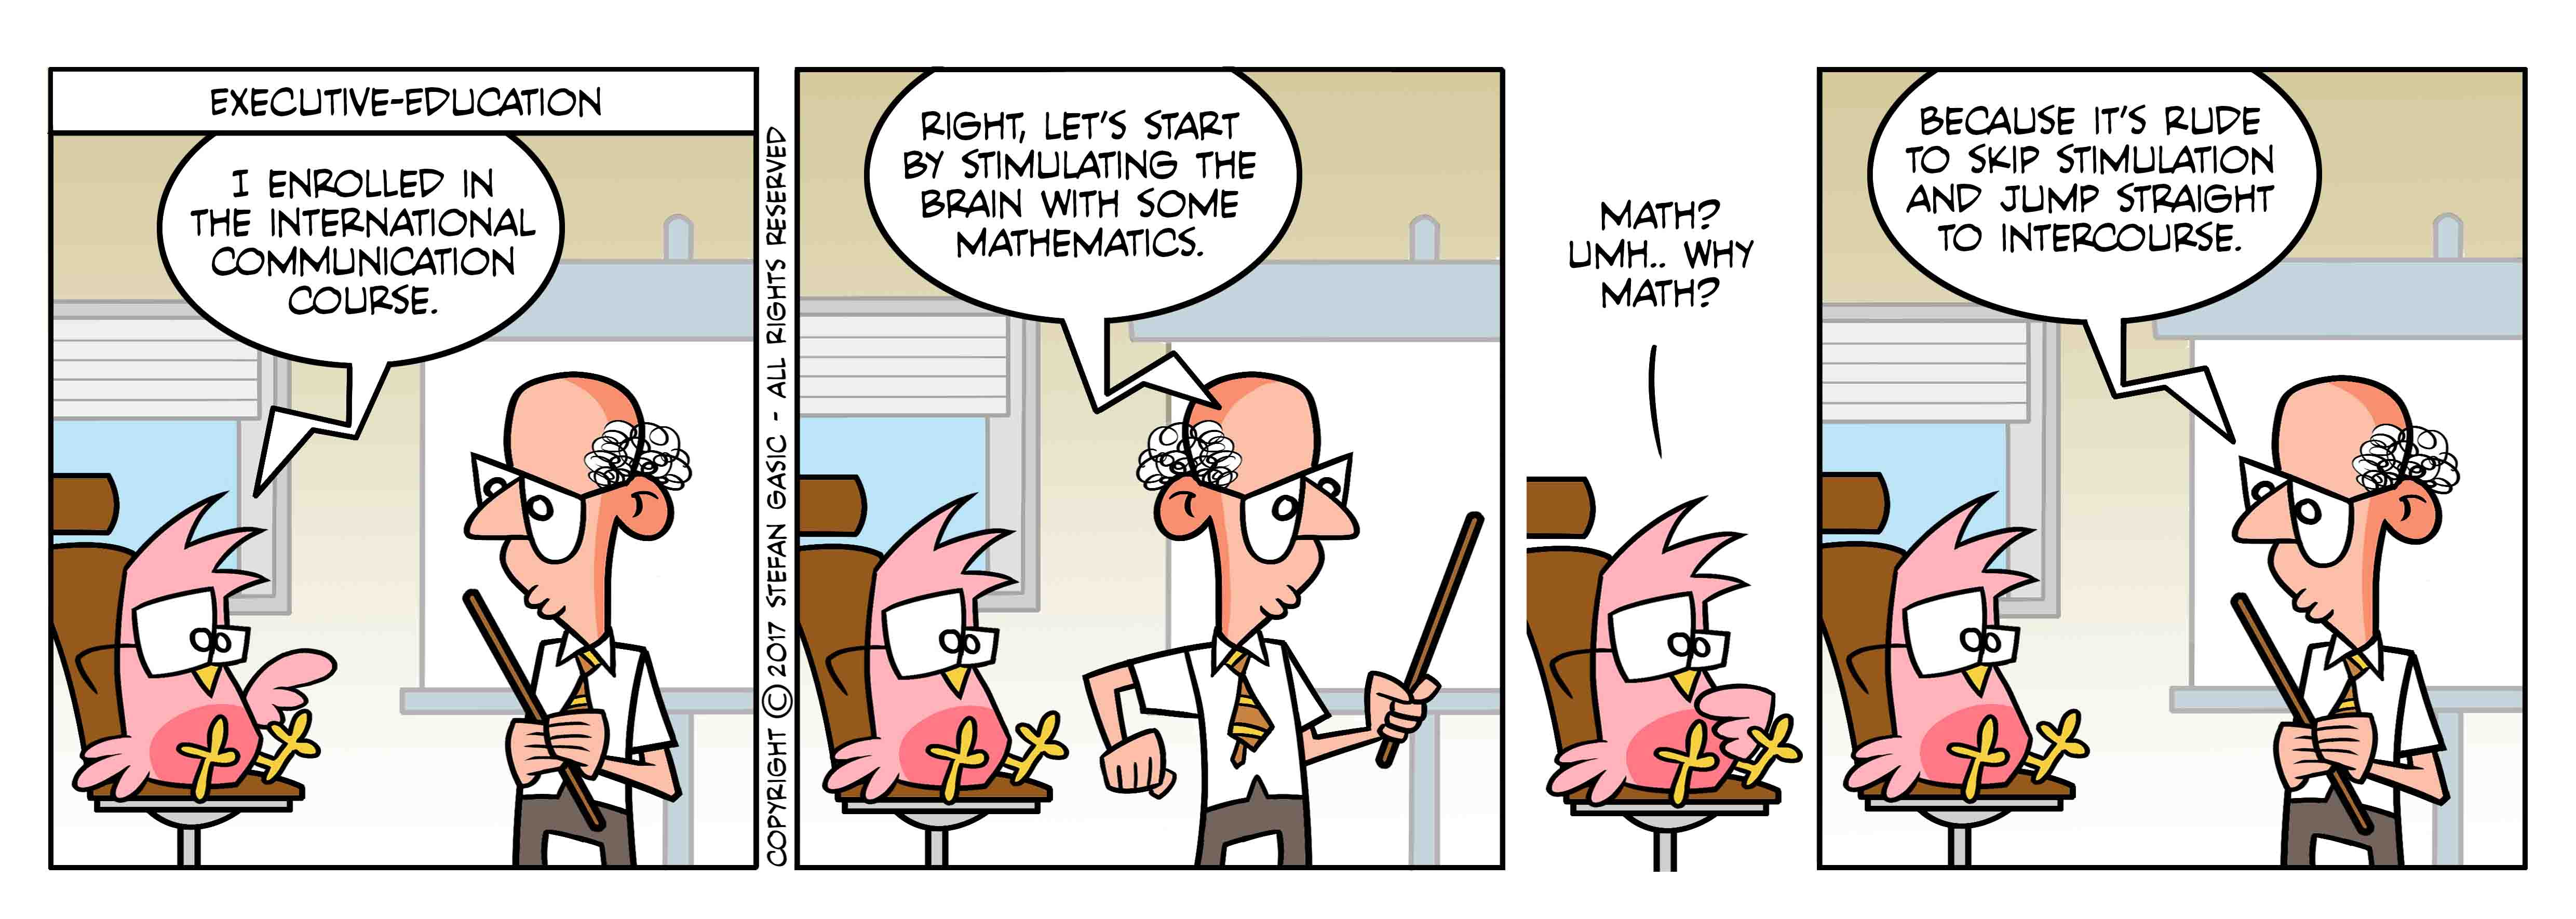 EXECUTIVE-EDUCATION
I ENROLLED IN
THE INTERNATIONAL
COMMUNICATION
COURSE.
COPYRIGHT © 2017 STEFAN GASIC - ALL RIGHTS RESERVED
RIGHT, LET'S START
BY STIMULATING THE
BRAIN WITH SOME
MATHEMATICS.
MATH?
UMH.. WHY
MATH?
BECAUSE IT'S RUDE
TO SKIP STIMULATION
AND JUMP STRAIGHT
TO INTERCOURSE.